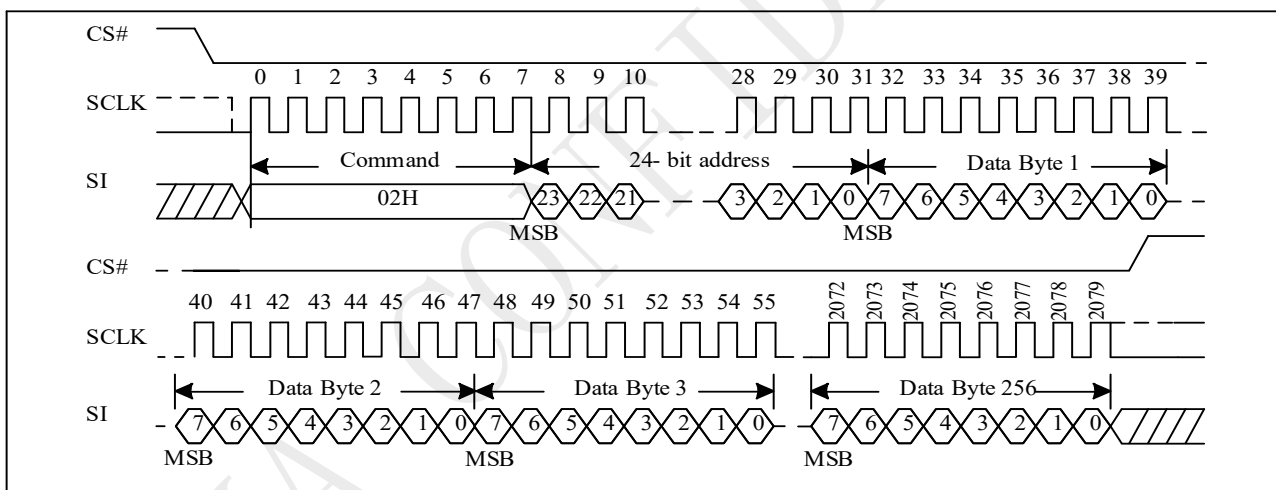 CS#
0 1 2 3 4 5 6 7 8 9 10 28 29 30 31 32 33 34 35 36 37 38 39
SCLK
Command 24- bit address Data Byte 1
SI
02H 23 22 21 3 2 1 0 7 6 5 4 3 2 1 0
MSB MSB
CS#
40 41 42 43 44 45 46 47 48 49 50 51 52 53 54 55 2072 2073 2074 2075 2076 2077 2078 2079
SCLK
Data Byte 2 Data Byte 3 Data Byte 256
SI
7 6 5 4 3 2 1 0 7 6 5 4 3 2 1 0 7 6 5 4 3 2 1 0
MSB MSB MSB